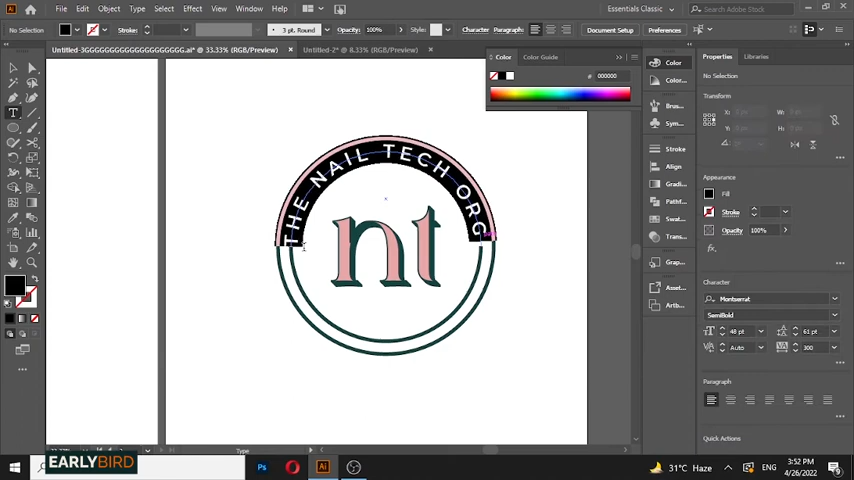 File Edit Object Type Select Effect View Window Help Essentials Classic Search Adobe Stock
No Selection Stroke: 3 pt. Round Opacity: 100% Style: Character Paragraph: Document Setup Preferences
Untitled-3GGGGGGGGGGGGGGGGGGGG.ai* @ 33.33% (RGB/Preview) × Untitled-2* @ 8.33% (RGB/Preview) ×
Color Color Guide
# 000000
Color
Color...
Brus...
Sym...
Stroke
Align
Gradi...
Pathf...
Swat...
Trans...
Grap...
Asset...
Artb...
Properties Libraries
No Selection
Transform
X: W:
Y: H:
Appearance
Fill
Stroke
Opacity 100%
fx.
Character
Montserrat
SemiBold
48 pt 61 pt
Auto 300
Paragraph
Quick Actions
THE NAIL TECH ORG
nt
Type
EARLYBIRD
Ps
Ai
31°C Haze ENG 3:52 PM
4/26/2022